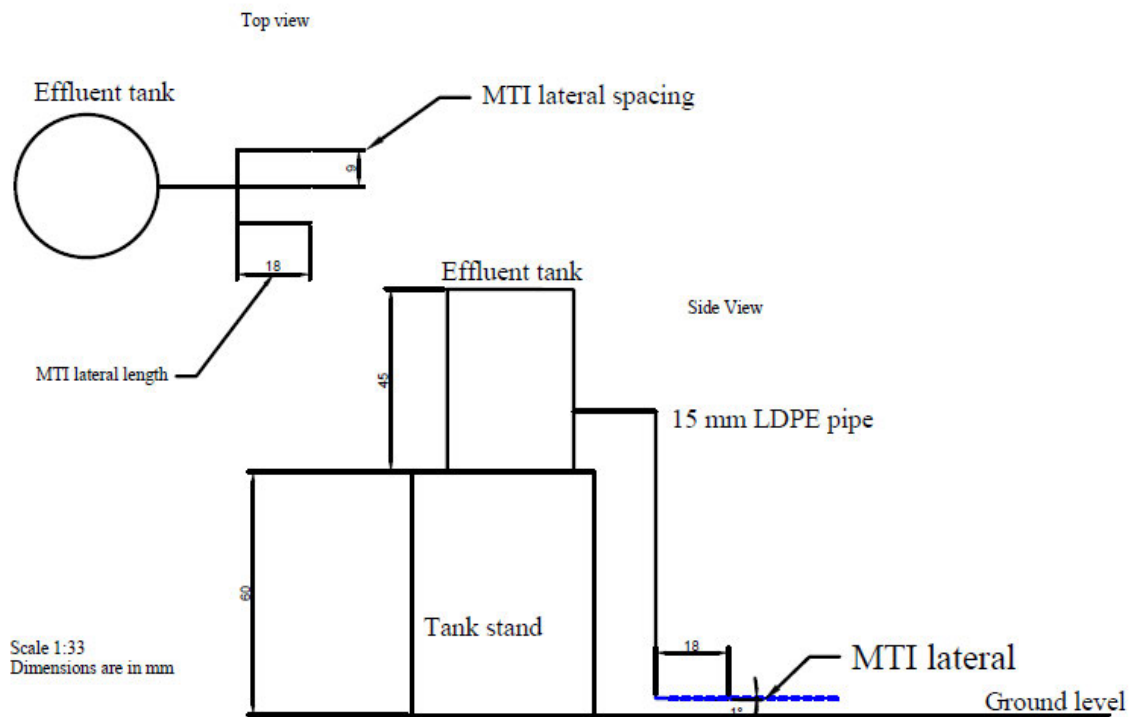 Top view
Effluent tank
MTI lateral spacing
9
18
Effluent tank
Side View
MTI lateral length
45
15 mm LDPE pipe
60
Tank stand
18
Scale 1:33
Dimensions are in mm
MTI lateral
1°
Ground level